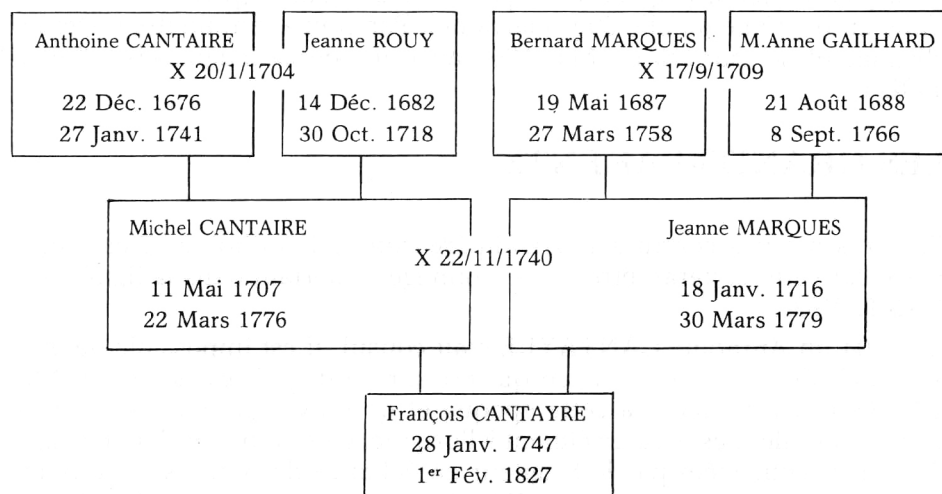 Anthoine CANTAIRE Jeanne ROUY Bernard MARQUES M.Anne GAILHARD
X 20/1/1704 X 17/9/1709
22 Déc. 1676 14 Déc. 1682 19 Mai 1687 21 Août 1688
27 Janv. 1741 30 Oct. 1718 27 Mars 1758 8 Sept. 1766
Michel CANTAIRE Jeanne MARQUES
X 22/11/1740
11 Mai 1707 18 Janv. 1716
22 Mars 1776 30 Mars 1779
François CANTAYRE
28 Janv. 1747
1er Fév. 1827